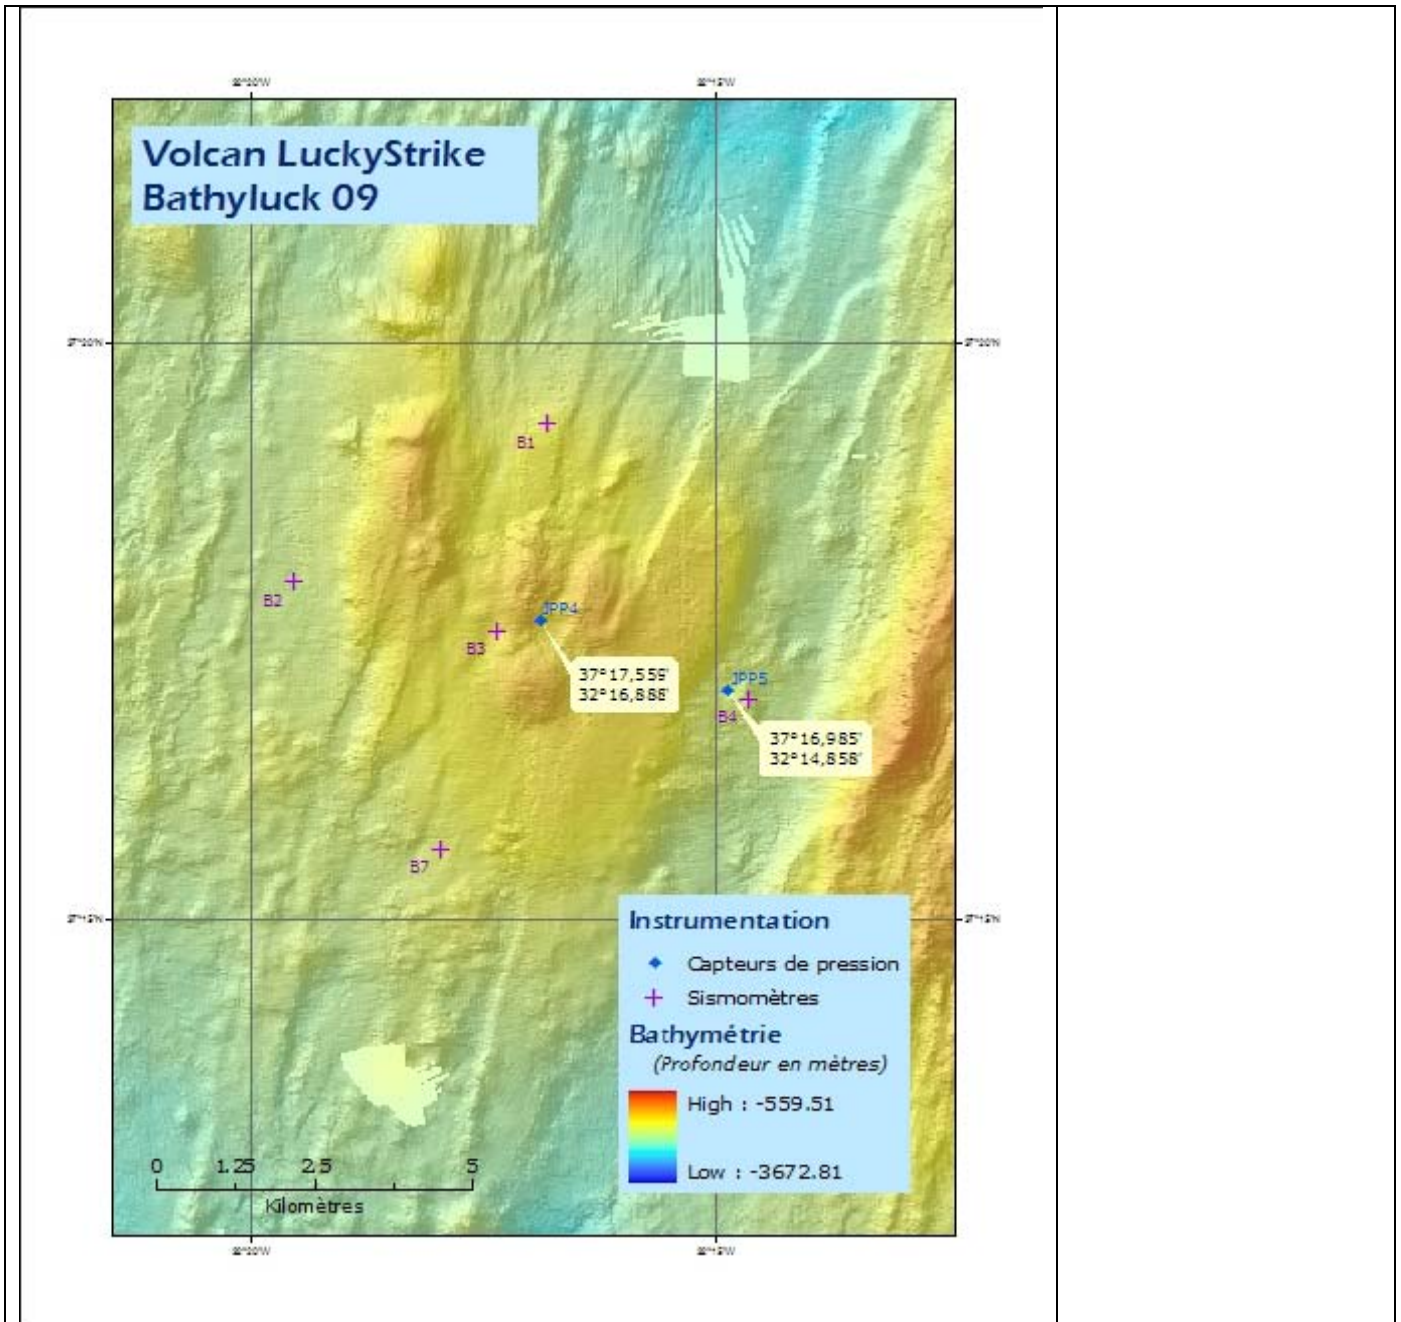 Volcan LuckyStrike
Bathyluck 09
B1
B2
JPP4
B3
37°17,559'
32°16,888'
JPP5
B4
37°16,985'
32°14,858'
B7
Instrumentation
Capteurs de pression
Sismomètres
Bathymétrie
(Profondeur en mètres)
High : -559.51
Low : -3672.81
0 1.25 2.5 5
Kilomètres